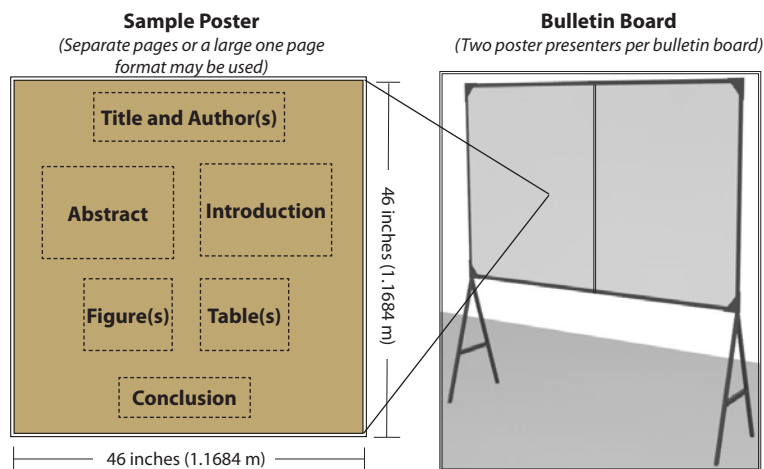 Sample Poster
(Separate pages or a large one page
format may be used)
Title and Author(s)
Abstract
Introduction
Figure(s)
Table(s)
Conclusion
46 inches (1.1684 m)
46 inches (1.1684 m)
Bulletin Board
(Two poster presenters per bulletin board)